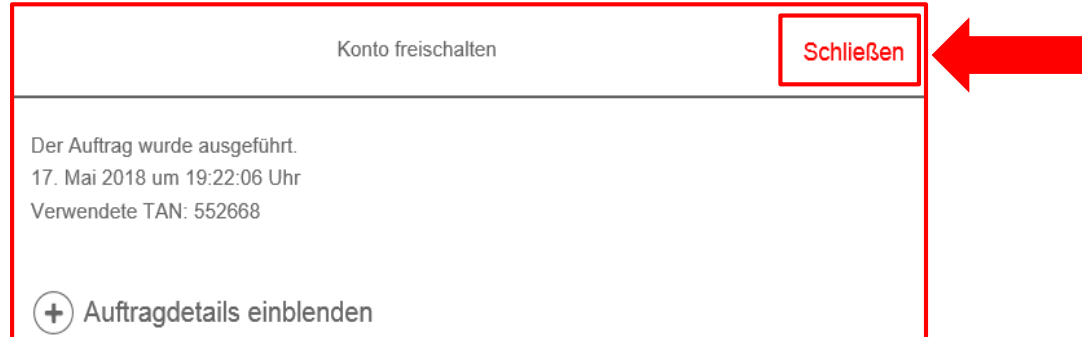 Konto freischalten
Schließen
Der Auftrag wurde ausgeführt.
17. Mai 2018 um 19:22:06 Uhr
Verwendete TAN: 552668
Auftragdetails einblenden